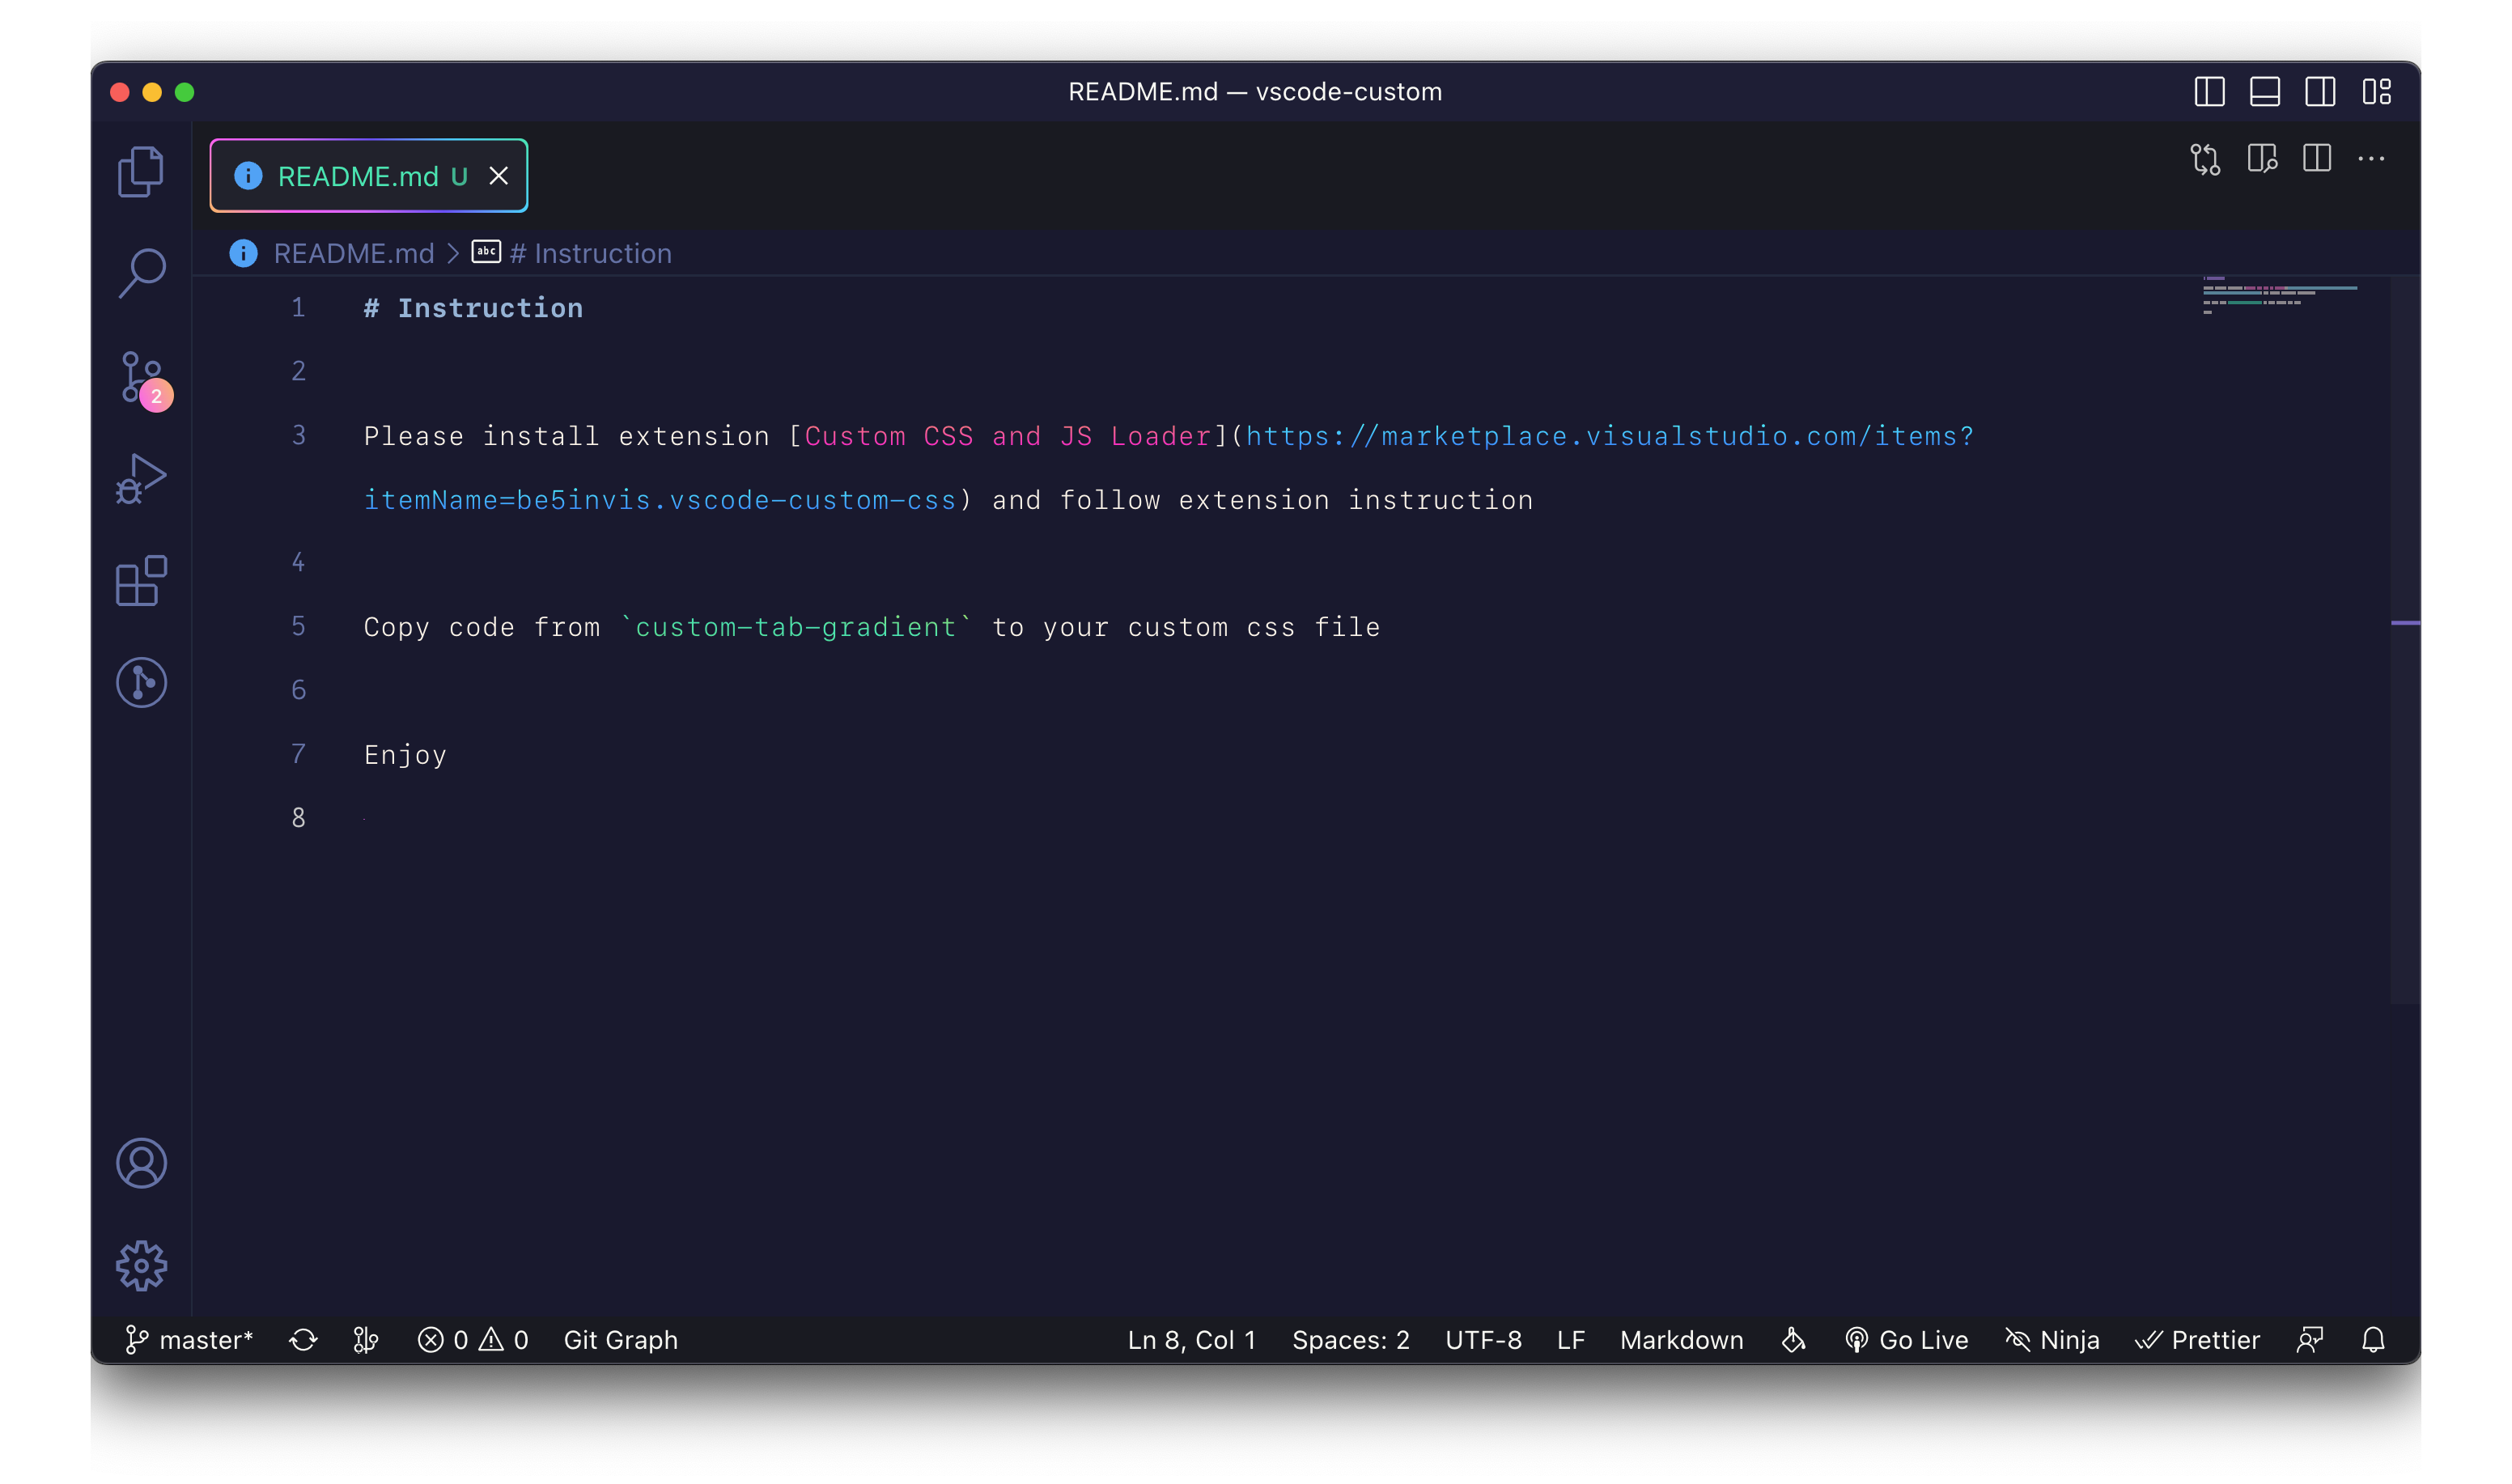 README.md — vscode-custom
README.md U
README.md > abc # Instruction
1 # Instruction
2
2
3 Please install extension [Custom CSS and JS Loader](https://marketplace.visualstudio.com/items?
itemName=be5invis.vscode-custom-css) and follow extension instruction
4
5 Copy code from `custom-tab-gradient` to your custom css file
6
7 Enjoy
8
master* 0 0 Git Graph Ln 8, Col 1 Spaces: 2 UTF-8 LF Markdown Go Live Ninja Prettier